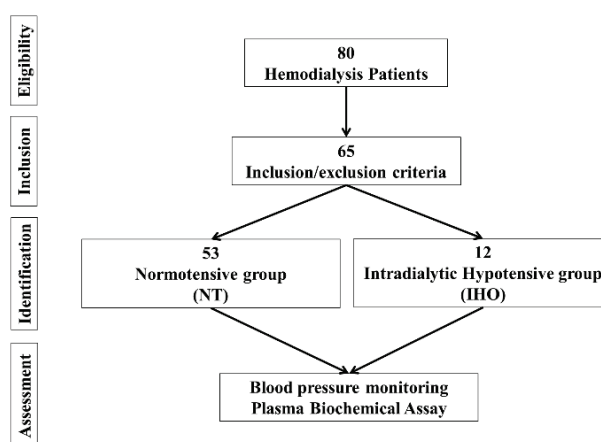 Eligibility
80
Hemodialysis Patients
Inclusion
65
Inclusion/exclusion criteria
Identification
53
Normotensive group
(NT)
12
Intradialytic Hypotensive group
(IHO)
Assessment
Blood pressure monitoring
Plasma Biochemical Assay